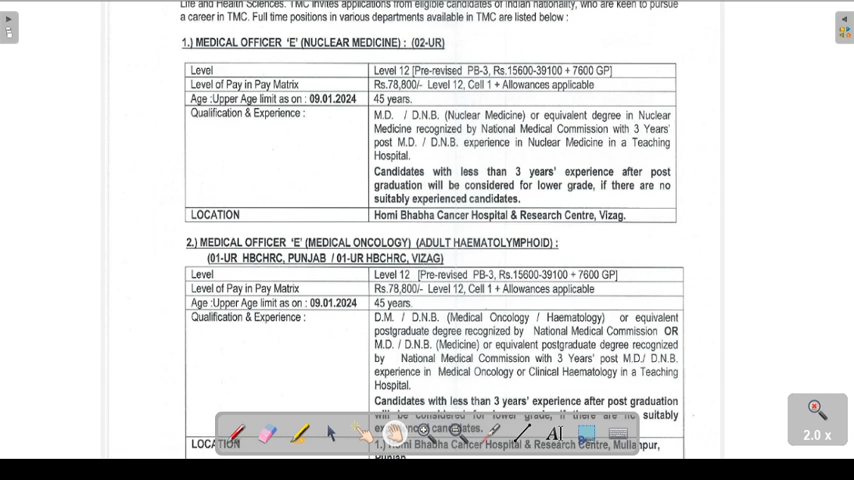 Life and Health Sciences. TMC invites applications from eligible candidates of Indian nationality, who are keen to pursue
a career in TMC. Full time positions in various departments available in TMC are listed below :
1.) MEDICAL OFFICER 'E' (NUCLEAR MEDICINE) : (02-UR)
Level Level 12 [Pre-revised PB-3, Rs.15600-39100 + 7600 GP]
Level of Pay in Pay Matrix Rs.78,800/- Level 12, Cell 1 + Allowances applicable
Age :Upper Age limit as on : 09.01.2024 45 years.
Qualification & Experience : M.D. / D.N.B. (Nuclear Medicine) or equivalent degree in Nuclear
Medicine recognized by National Medical Commission with 3 Years'
post M.D. / D.N.B. experience in Nuclear Medicine in a Teaching
Hospital.
Candidates with less than 3 years' experience after post
graduation will be considered for lower grade, if there are no
suitably experienced candidates.
LOCATION Homi Bhabha Cancer Hospital & Research Centre, Vizag.
2.) MEDICAL OFFICER 'E' (MEDICAL ONCOLOGY) (ADULT HAEMATOLYMPHOID) :
(01-UR HBCHRC, PUNJAB / 01-UR HBCHRC, VIZAG)
Level Level 12 [Pre-revised PB-3, Rs.15600-39100 + 7600 GP]
Level of Pay in Pay Matrix Rs.78,800/- Level 12, Cell 1 + Allowances applicable
Age :Upper Age limit as on : 09.01.2024 45 years.
Qualification & Experience : D.M. / D.N.B. (Medical Oncology / Haematology) or equivalent
postgraduate degree recognized by National Medical Commission OR
M.D. / D.N.B. (Medicine) or equivalent postgraduate degree recognized
by National Medical Commission with 3 Years' post M.D./ D.N.B.
experience in Medical Oncology or Clinical Haematology in a Teaching
Hospital.
Candidates with less than 3 years' experience after post graduation
will be considered for lower grade, if there are no suitably
candidates.
1.) Homi Bhabha Cancer Hospital & Research Centre, Mullanpur,
Punjab
2.0 x